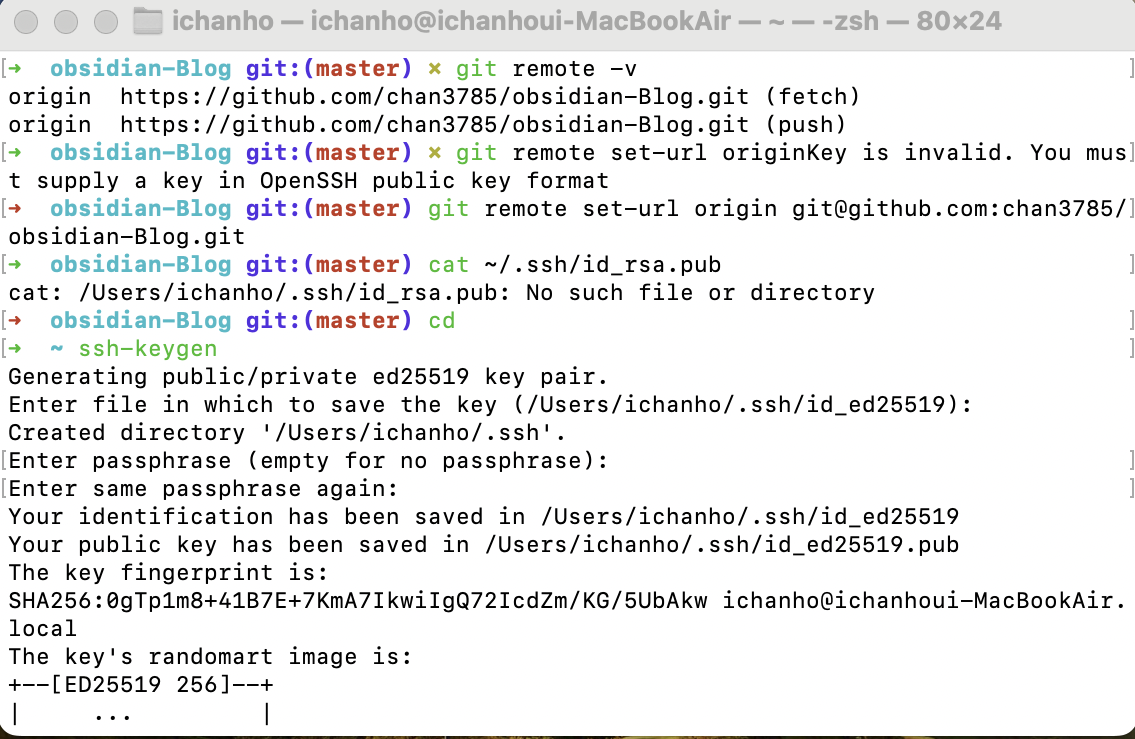 ichanho — ichanho@ichanhoui-MacBookAir — ~ — -zsh — 80×24
[➜  obsidian-Blog git:(master) × git remote -v ]
origin  https://github.com/chan3785/obsidian-Blog.git (fetch)
origin  https://github.com/chan3785/obsidian-Blog.git (push)
[➜  obsidian-Blog git:(master) × git remote set-url originKey is invalid. You mus]
t supply a key in OpenSSH public key format
[➜  obsidian-Blog git:(master) git remote set-url origin git@github.com:chan3785/]
obsidian-Blog.git
[➜  obsidian-Blog git:(master) cat ~/.ssh/id_rsa.pub ]
cat: /Users/ichanho/.ssh/id_rsa.pub: No such file or directory
[➜  obsidian-Blog git:(master) cd ]
[➜  ~ ssh-keygen ]
Generating public/private ed25519 key pair.
Enter file in which to save the key (/Users/ichanho/.ssh/id_ed25519):
Created directory '/Users/ichanho/.ssh'.
[Enter passphrase (empty for no passphrase): ]
[Enter same passphrase again: ]
Your identification has been saved in /Users/ichanho/.ssh/id_ed25519
Your public key has been saved in /Users/ichanho/.ssh/id_ed25519.pub
The key fingerprint is:
SHA256:0gTp1m8+41B7E+7KmA7IkwiIgQ72IcdZm/KG/5UbAkw ichanho@ichanhoui-MacBookAir.
local
The key's randomart image is:
+--[ED25519 256]--+
|     ...         |